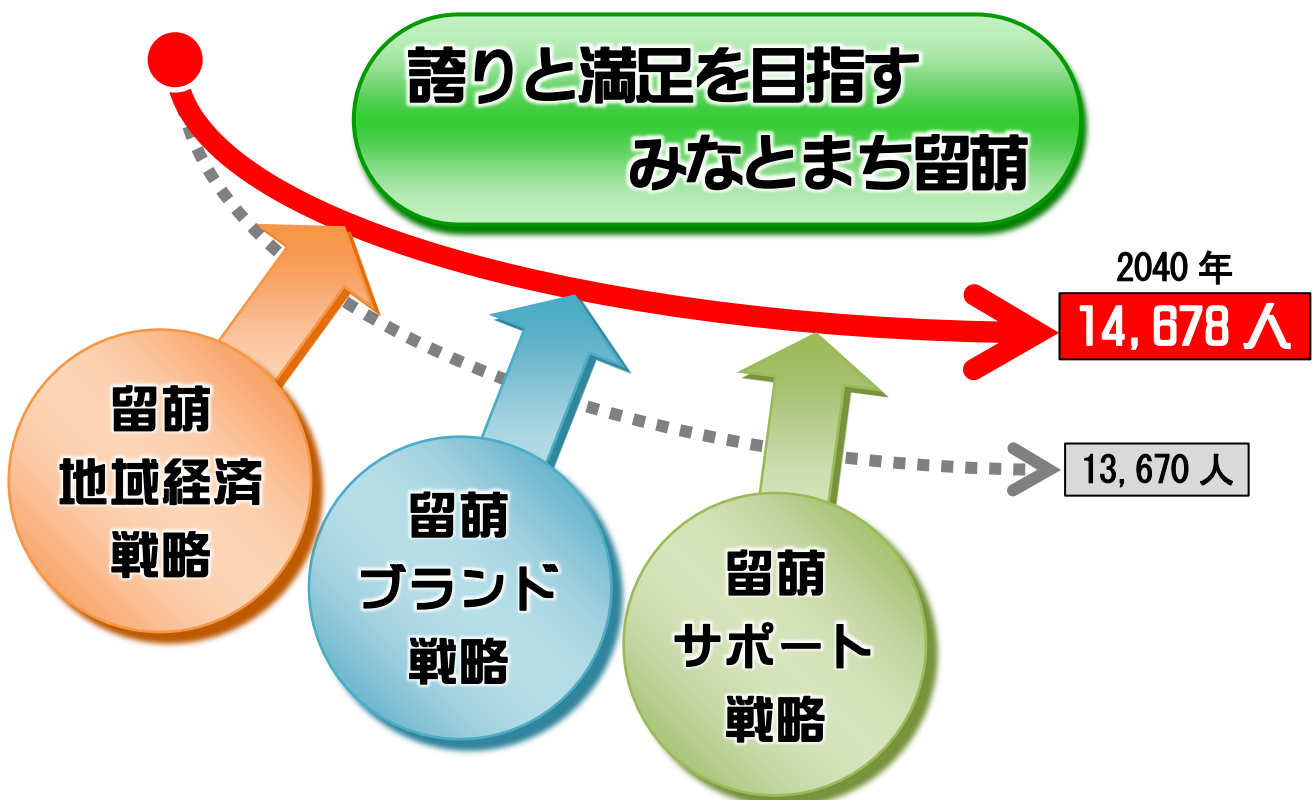 誇りと満足を目指す
みなとまち留萌
2040 年
14,678 人
13,670 人
留萌
地域経済
戦略
留萌
ブランド
戦略
留萌
サポート
戦略